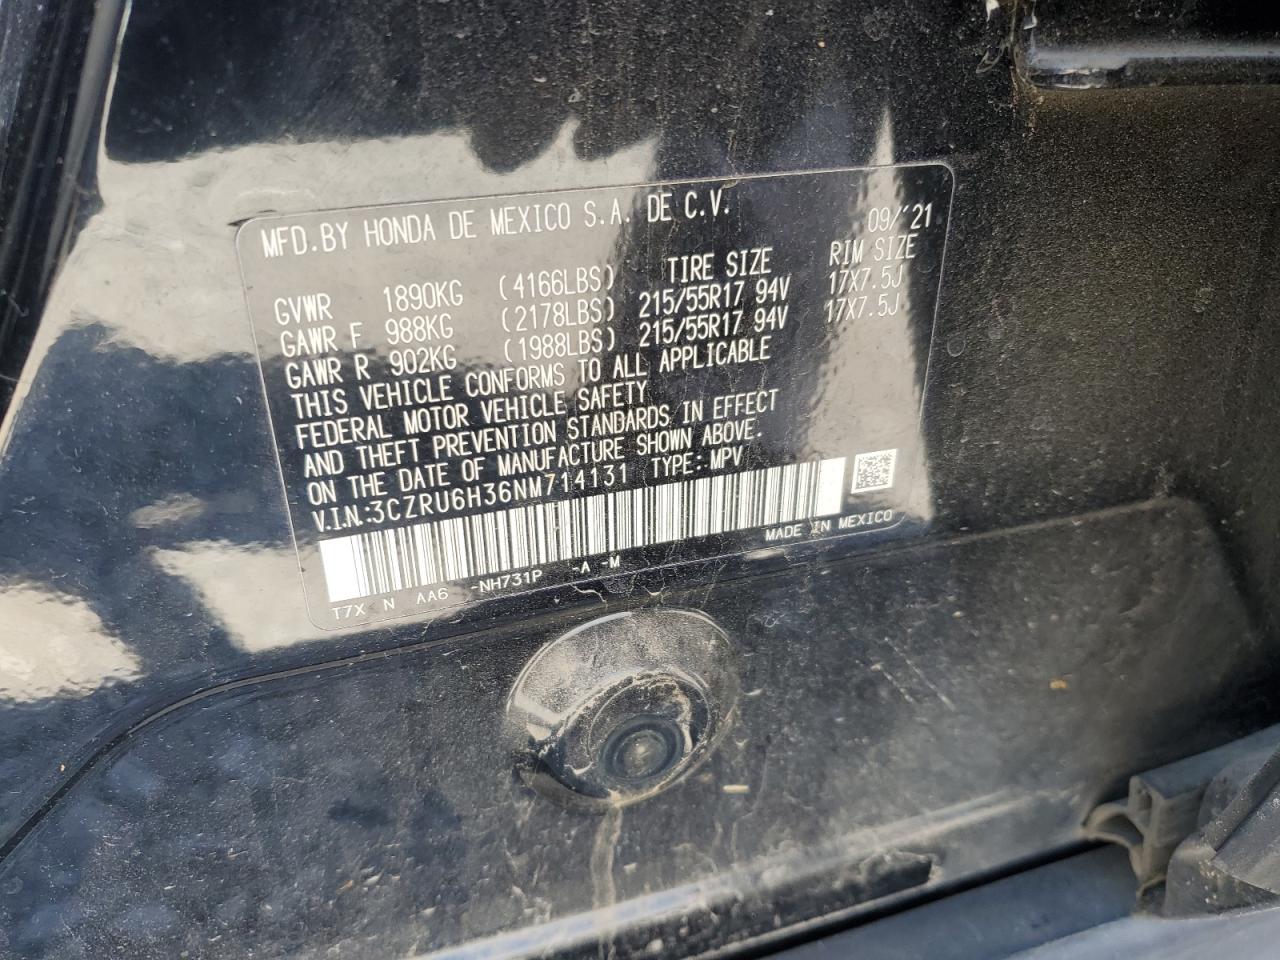 MFD.BY HONDA DE MEXICO S.A. DE C.V. 09/'21
TIRE SIZE RIM SIZE
GVWR 1890KG (4166LBS)
GAWR F 988KG (2178LBS) 215/55R17 94V 17X7.5J
GAWR R 902KG (1988LBS) 215/55R17 94V 17X7.5J
THIS VEHICLE CONFORMS TO ALL APPLICABLE
FEDERAL MOTOR VEHICLE SAFETY
AND THEFT PREVENTION STANDARDS IN EFFECT
ON THE DATE OF MANUFACTURE SHOWN ABOVE.
V.I.N.:3CZRU6H36NM714131 TYPE:MPV
MADE IN MEXICO
T7X N AA6 -NH731P -A -M